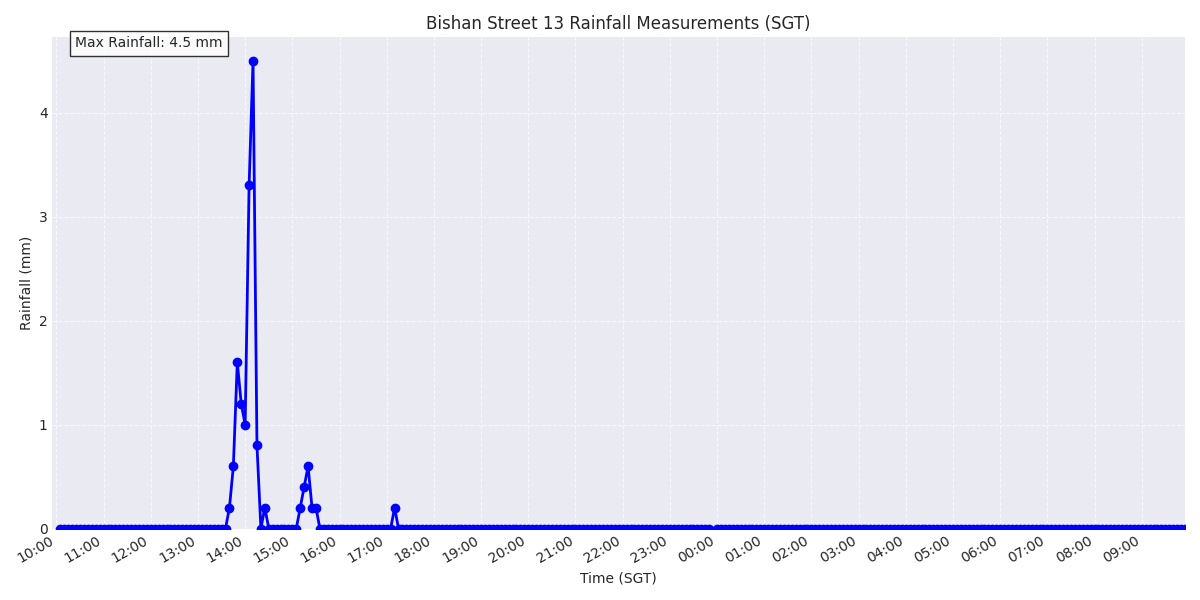 Bishan Street 13 Rainfall Measurements (SGT)
Max Rainfall: 4.5 mm
4
3
2
1
0
Rainfall (mm)
10:00 11:00 12:00 13:00 14:00 15:00 16:00 17:00 18:00 19:00 20:00 21:00 22:00 23:00 00:00 01:00 02:00 03:00 04:00 05:00 06:00 07:00 08:00 09:00
Time (SGT)